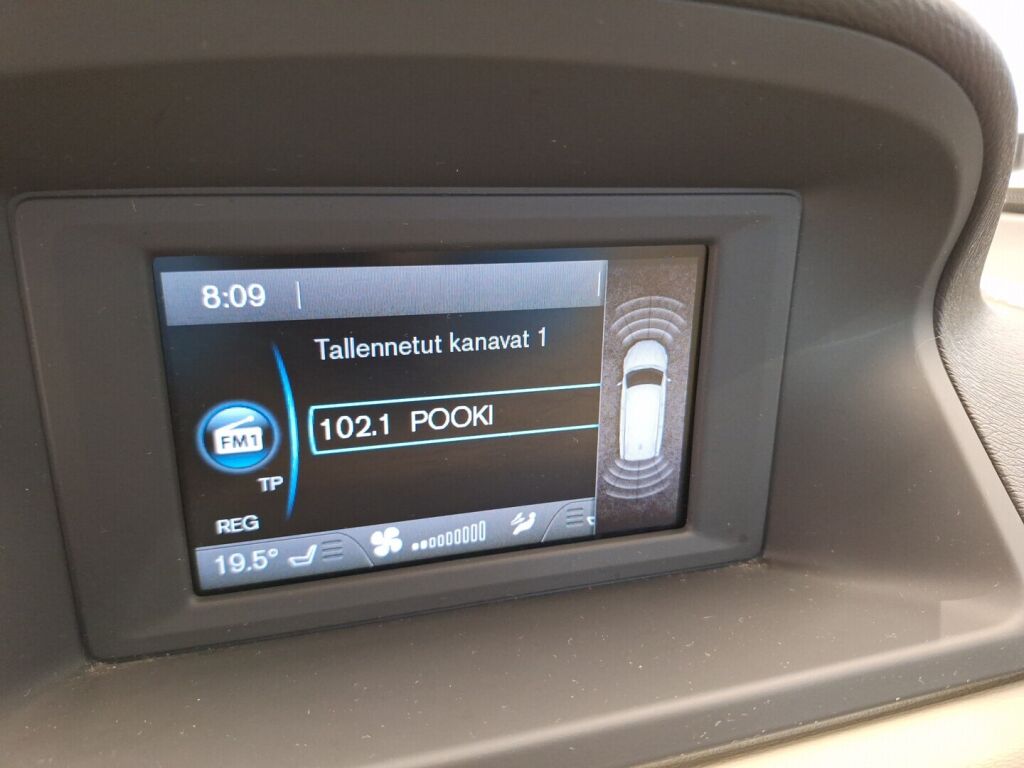 8:09
Tallennetut kanavat 1
102.1 POOKI
FM1
TP
REG
19.5°